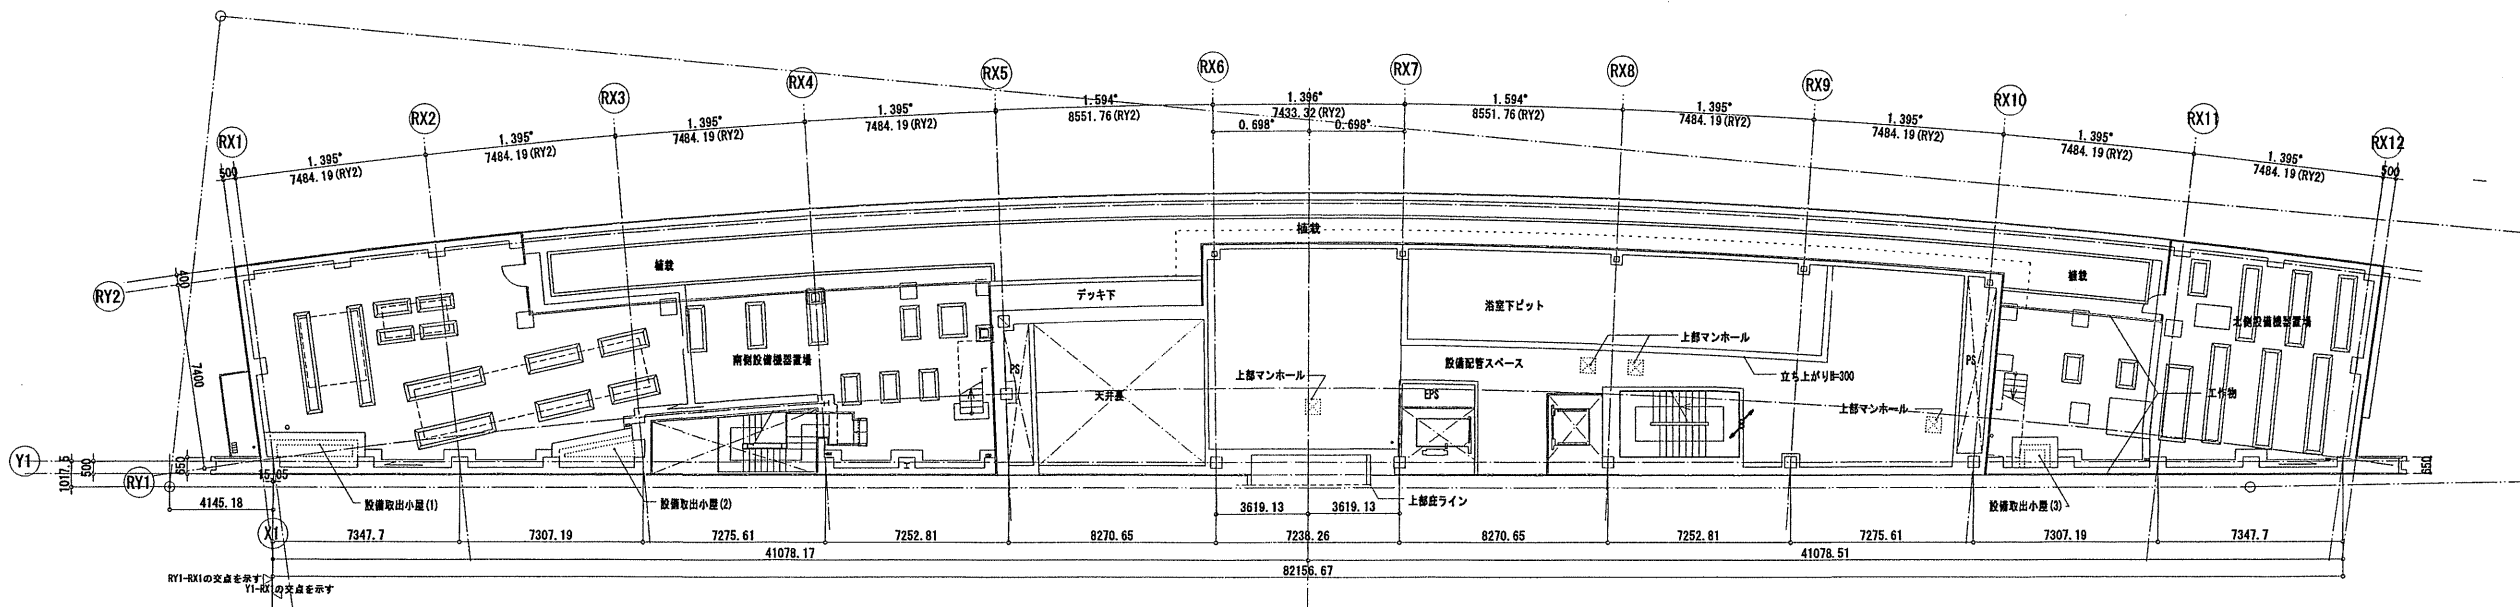 RX1
RX2
RX3
RX4
RX5
RX6
RX7
RX8
RX9
RX10
RX11
RX12
500
1.395°
7484.19(RY2)
1.395°
7484.19(RY2)
1.395°
7484.19(RY2)
1.395°
7484.19(RY2)
1.594°
8551.76(RY2)
1.396°
7433.32(RY2)
0.698°
0.698°
1.594°
8551.76(RY2)
1.395°
7484.19(RY2)
1.395°
7484.19(RY2)
1.395°
7484.19(RY2)
1.395°
7484.19(RY2)
500
植栽
植栽
植栽
RY2
400
デッキ下
浴室下ピット
北側設備機器置場
上部マンホール
南側設備機器置場
設備配管スペース
PS
PS
7400
上部マンホール
立ち上がりH=300
天井裏
EPS
工作物
上部マンホール
Y1
1017.5
500
650
RY1
15.05
650
4145.18
設備取出小屋(1)
設備取出小屋(2)
3619.13
3619.13
上部庄ライン
設備取出小屋(3)
X1
7347.7
7307.19
7275.61
7252.81
8270.65
7238.26
8270.65
7252.81
7275.61
7307.19
7347.7
41078.17
41078.51
82156.67
RY1-RX1の交点を示す
Y1-RX1の交点を示す